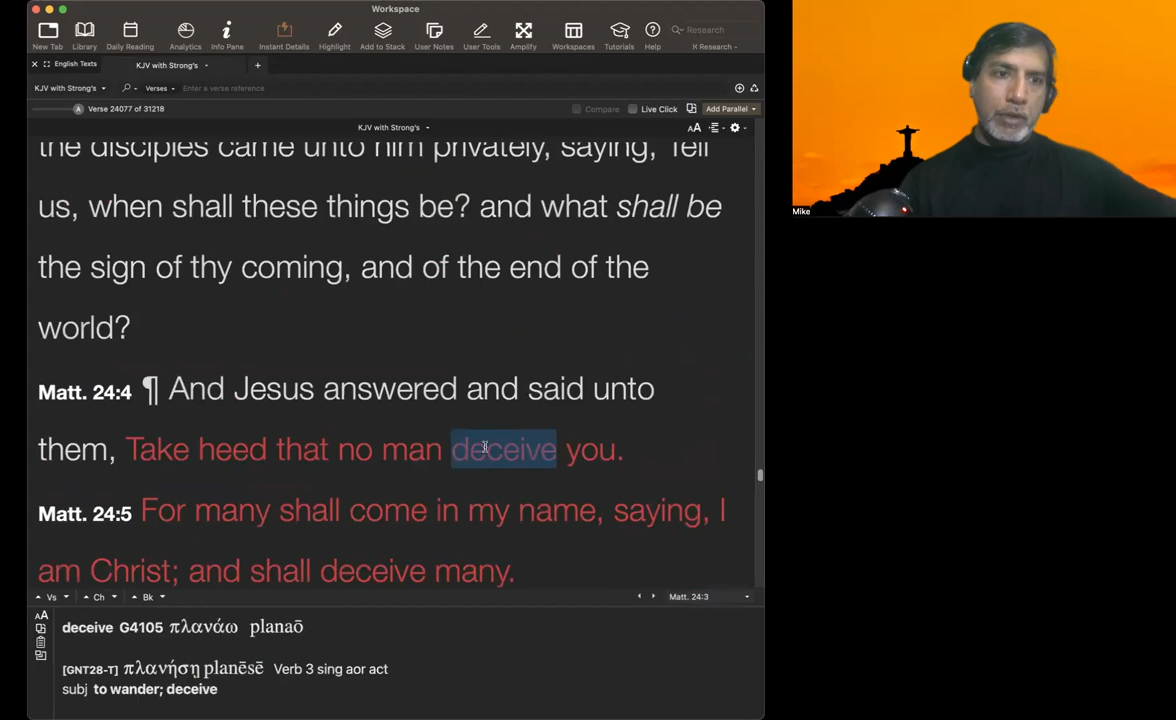 Workspace
New Tab Library Daily Reading Analytics Info Pane Instant Details Highlight Add to Stack User Notes User Tools Amplify Workspaces Tutorials Help Research
Research
English Texts KJV with Strong's +
KJV with Strong's Verses Enter a verse reference
A Verse 24077 of 31218 Compare Live Click Add Parallel
KJV with Strong's AA
the disciples came unto him privately, saying, Tell
us, when shall these things be? and what shall be
the sign of thy coming, and of the end of the
world?
Matt. 24:4 ¶ And Jesus answered and said unto
them, Take heed that no man deceive you.
Matt. 24:5 For many shall come in my name, saying, I
am Christ; and shall deceive many.
Vs Ch Bk Matt. 24:3
AA
deceive G4105 πλανάω planaō
[GNT28-T] πλανήσῃ planēsē Verb 3 sing aor act
subj to wander; deceive
Mike